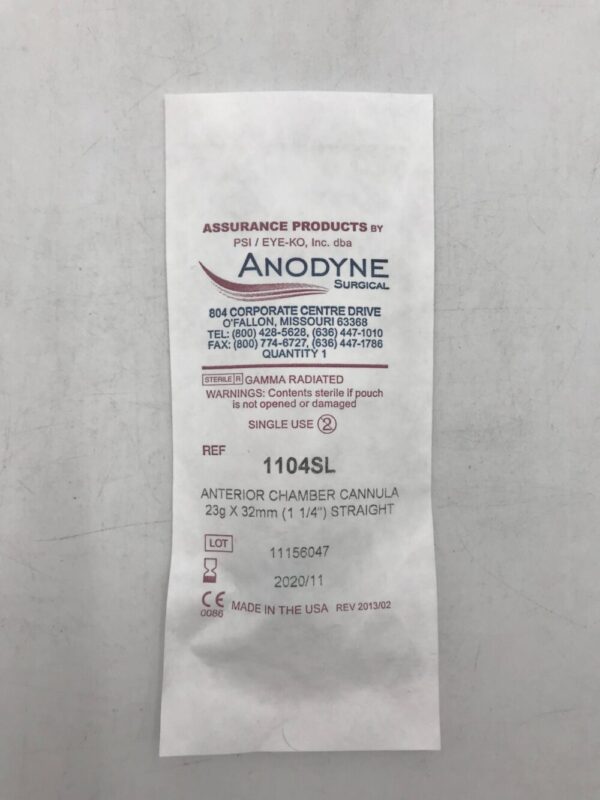 ASSURANCE PRODUCTS BY
PSI / EYE-KO, Inc. dba
ANODYNE
SURGICAL
804 CORPORATE CENTRE DRIVE
O'FALLON, MISSOURI 63368
TEL: (800) 428-5628, (636) 447-1010
FAX: (800) 774-6727, (636) 447-1786
QUANTITY 1
STERILE R GAMMA RADIATED
WARNINGS: Contents sterile if pouch
is not opened or damaged
SINGLE USE 2
REF
1104SL
ANTERIOR CHAMBER CANNULA
23g X 32mm (1 1/4") STRAIGHT
LOT 11156047
2020/11
CE 0086 MADE IN THE USA REV 2013/02